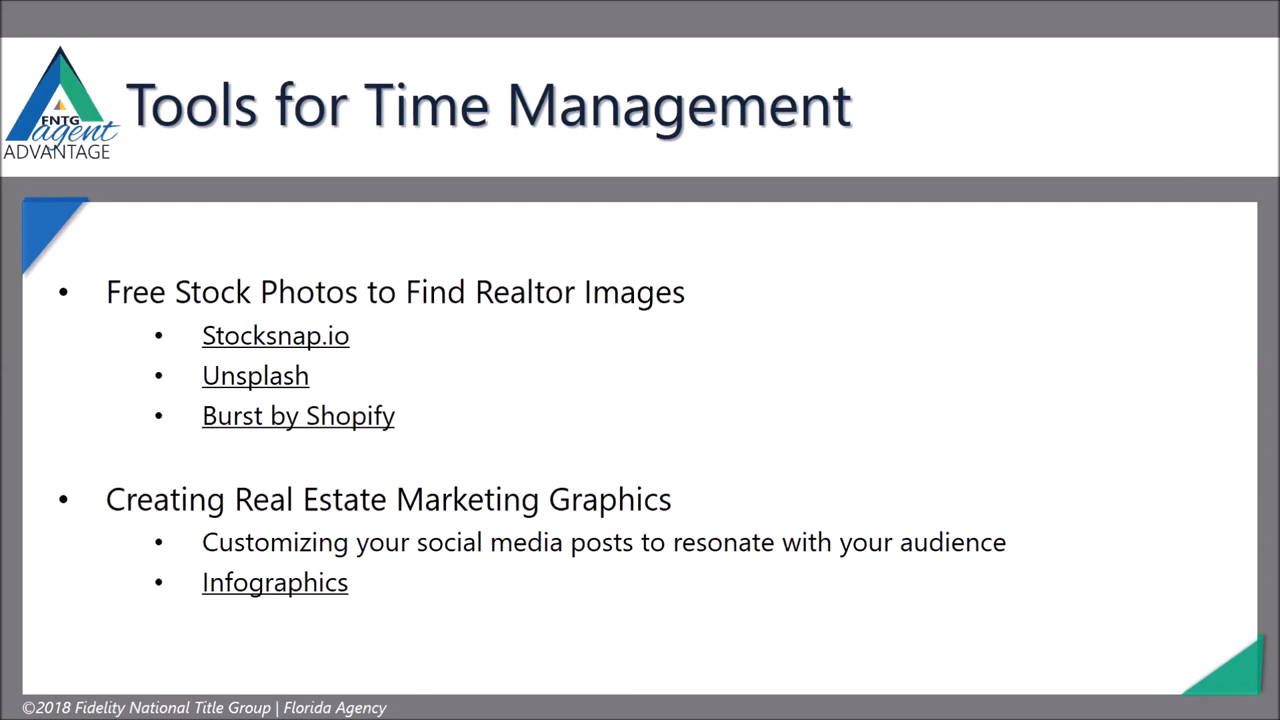 FNTG
agent
ADVANTAGE
Tools for Time Management
• Free Stock Photos to Find Realtor Images
• Stocksnap.io
• Unsplash
• Burst by Shopify
• Creating Real Estate Marketing Graphics
• Customizing your social media posts to resonate with your audience
• Infographics
©2018 Fidelity National Title Group | Florida Agency